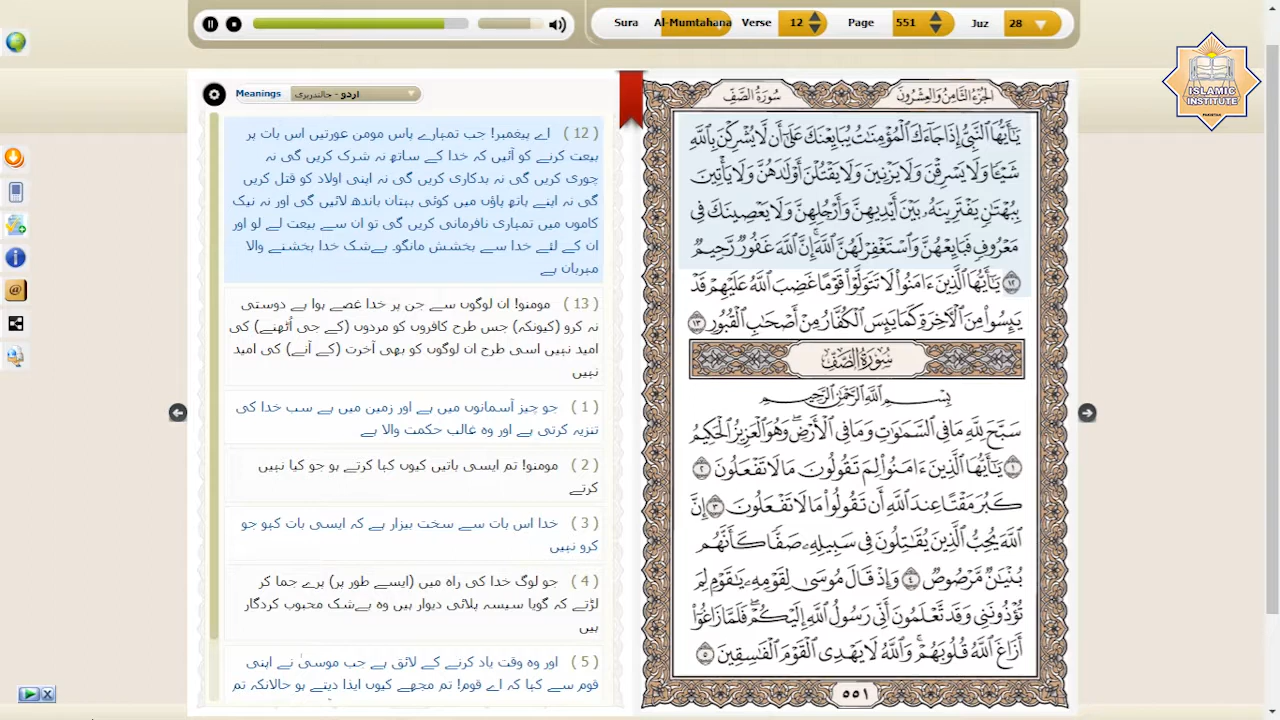 Sura Al-Mumtahana Verse 12 Page 551 Juz 28
ISLAMIC
INSTITUTE
PAKISTAN
Meanings اردو - جالندربری
( 12 ) اے پیغمبر! جب تمہارے پاس مومن عورتیں اس بات پر
بیعت کرنے کو آئیں کہ خدا کے ساتھ نہ شرک کریں گی نہ
چوری کریں گی نہ بدکاری کریں گی نہ اپنی اولاد کو قتل کریں
گی نہ اپنے ہاتھ پاؤں میں کوئی بہتان باندھ لائیں گی اور نہ نیک
کاموں میں تمہاری نافرمانی کریں گی تو ان سے بیعت لے لو اور
ان کے لئے خدا سے بخشش مانگو۔ بےشک خدا بخشنے والا
مہربان ہے
( 13 ) مومنو! ان لوگوں سے جن پر خدا غصے ہوا ہے دوستی
نہ کرو (کیونکہ) جس طرح کافروں کو مردوں (کے جی اُٹھنے) کی
امید نہیں اسی طرح ان لوگوں کو بھی آخرت (کے آنے) کی امید
نہیں
( 1 ) جو چیز آسمانوں میں ہے اور زمین میں ہے سب خدا کی
تنزیہ کرتی ہے اور وہ غالب حکمت والا ہے
( 2 ) مومنو! تم ایسی باتیں کیوں کہا کرتے ہو جو کیا نہیں
کرتے
( 3 ) خدا اس بات سے سخت بیزار ہے کہ ایسی بات کہو جو
کرو نہیں
( 4 ) جو لوگ خدا کی راہ میں (ایسے طور پر) پرے جما کر
لڑتے کہ گویا سیسہ پلائی دیوار ہیں وہ بےشک محبوب کردگار
ہیں
( 5 ) اور وہ وقت یاد کرنے کے لائق ہے جب موسیٰ نے اپنی
قوم سے کہا کہ اے قوم! تم مجھے کیوں ایذا دیتے ہو حالانکہ تم
الجزء الثامن والعشرون سورة الصف
يَٰٓأَيُّهَا ٱلنَّبِىُّ إِذَا جَآءَكَ ٱلْمُؤْمِنَٰتُ يُبَايِعْنَكَ عَلَىٰٓ أَن لَّا يُشْرِكْنَ بِٱللَّهِ
شَيْـًٔا وَلَا يَسْرِقْنَ وَلَا يَزْنِينَ وَلَا يَقْتُلْنَ أَوْلَٰدَهُنَّ وَلَا يَأْتِينَ
بِبُهْتَٰنٍ يَفْتَرِينَهُۥ بَيْنَ أَيْدِيهِنَّ وَأَرْجُلِهِنَّ وَلَا يَعْصِينَكَ فِى
مَعْرُوفٍ فَبَايِعْهُنَّ وَٱسْتَغْفِرْ لَهُنَّ ٱللَّهَ إِنَّ ٱللَّهَ غَفُورٌ رَّحِيمٌ
١٢ يَٰٓأَيُّهَا ٱلَّذِينَ ءَامَنُوا۟ لَا تَتَوَلَّوْا۟ قَوْمًا غَضِبَ ٱللَّهُ عَلَيْهِمْ قَدْ
يَئِسُوا۟ مِنَ ٱلْءَاخِرَةِ كَمَا يَئِسَ ٱلْكُفَّارُ مِنْ أَصْحَٰبِ ٱلْقُبُورِ ١٣
سورة الصف
بِسْمِ ٱللَّهِ ٱلرَّحْمَٰنِ ٱلرَّحِيمِ
سَبَّحَ لِلَّهِ مَا فِى ٱلسَّمَٰوَٰتِ وَمَا فِى ٱلْأَرْضِ وَهُوَ ٱلْعَزِيزُ ٱلْحَكِيمُ
١ يَٰٓأَيُّهَا ٱلَّذِينَ ءَامَنُوا۟ لِمَ تَقُولُونَ مَا لَا تَفْعَلُونَ ٢
كَبُرَ مَقْتًا عِندَ ٱللَّهِ أَن تَقُولُوا۟ مَا لَا تَفْعَلُونَ ٣ إِنَّ
ٱللَّهَ يُحِبُّ ٱلَّذِينَ يُقَٰتِلُونَ فِى سَبِيلِهِۦ صَفًّا كَأَنَّهُم
بُنْيَٰنٌ مَّرْصُوصٌ ٤ وَإِذْ قَالَ مُوسَىٰ لِقَوْمِهِۦ يَٰقَوْمِ لِمَ
تُؤْذُونَنِى وَقَد تَّعْلَمُونَ أَنِّى رَسُولُ ٱللَّهِ إِلَيْكُمْ فَلَمَّا زَاغُوٓا۟
أَزَاغَ ٱللَّهُ قُلُوبَهُمْ وَٱللَّهُ لَا يَهْدِى ٱلْقَوْمَ ٱلْفَٰسِقِينَ ٥
٥٥١